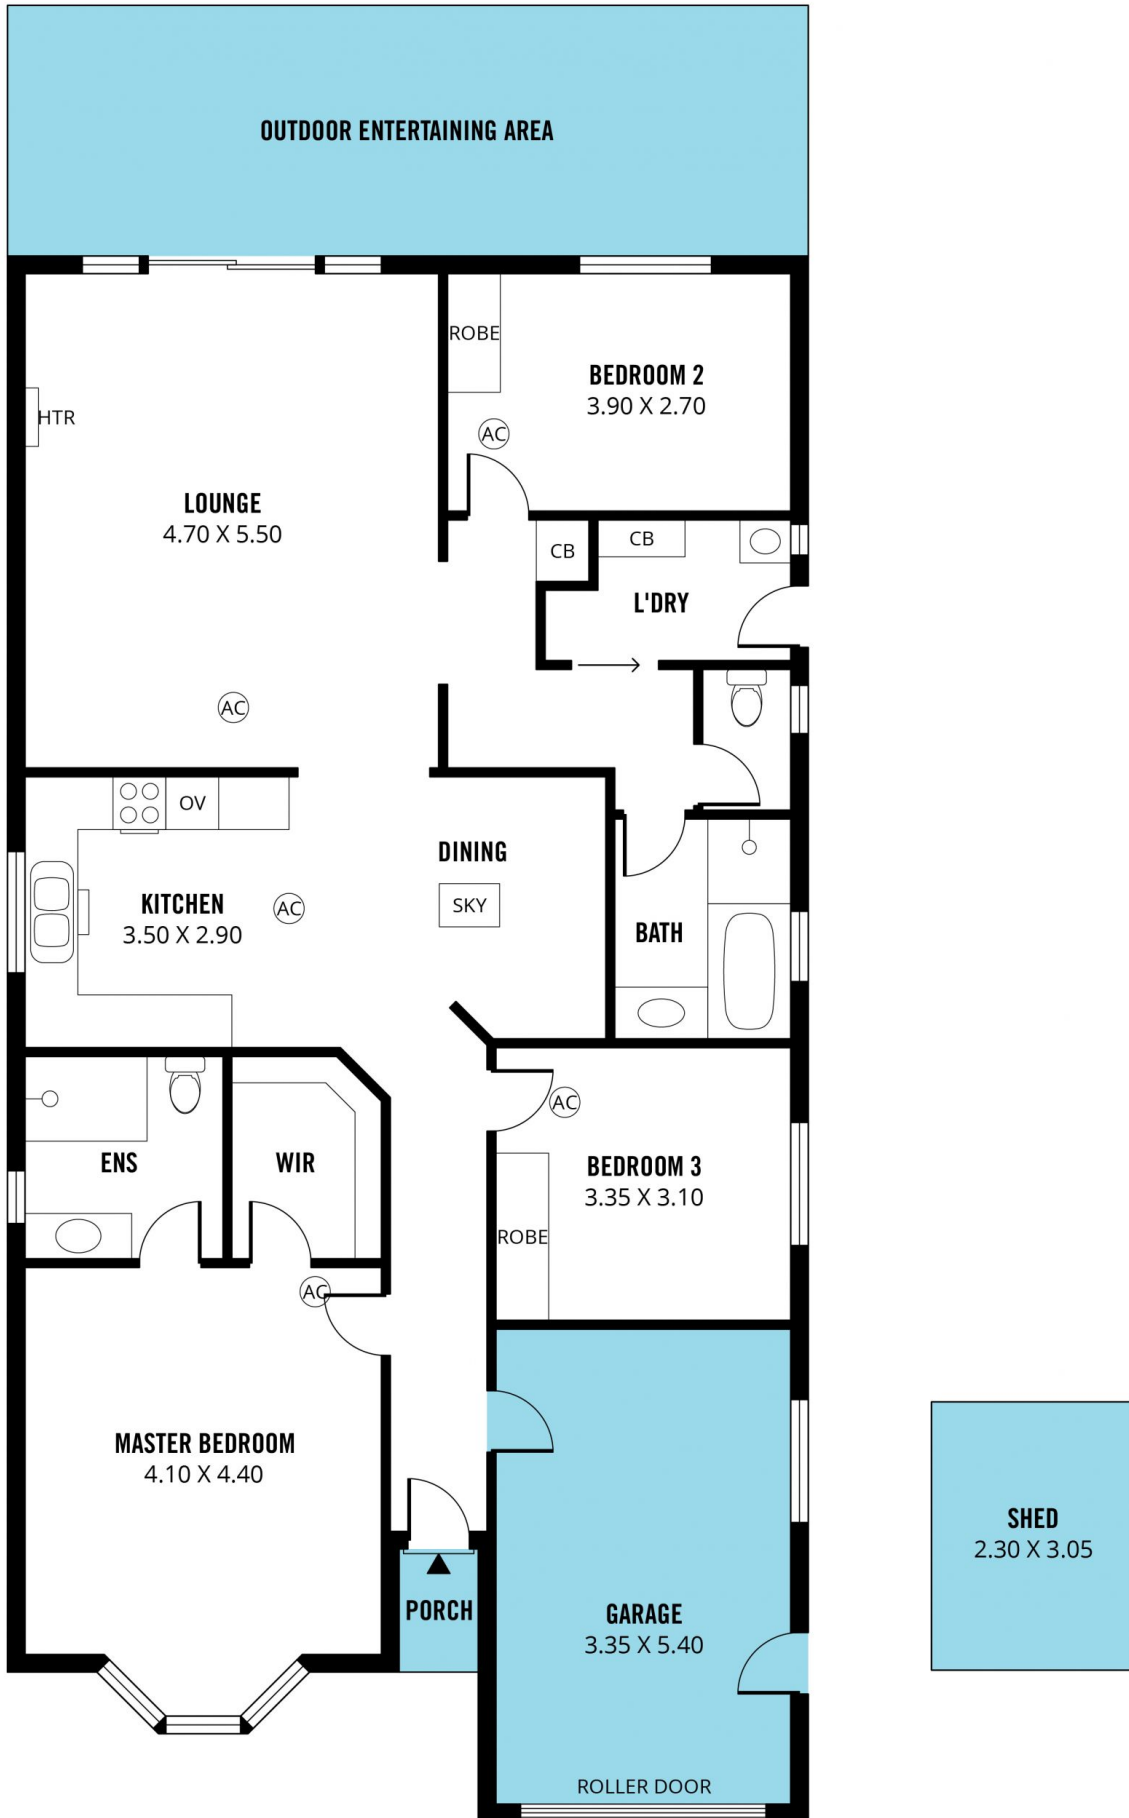 OUTDOOR ENTERTAINING AREA
ROBE
BEDROOM 2
3.90 X 2.70
HTR
AC
LOUNGE
4.70 X 5.50
CB
CB
L'DRY
AC
OV
DINING
KITCHEN
3.50 X 2.90
AC
SKY
BATH
AC
ENS
WIR
BEDROOM 3
3.35 X 3.10
ROBE
AC
MASTER BEDROOM
4.10 X 4.40
SHED
2.30 X 3.05
PORCH
GARAGE
3.35 X 5.40
ROLLER DOOR